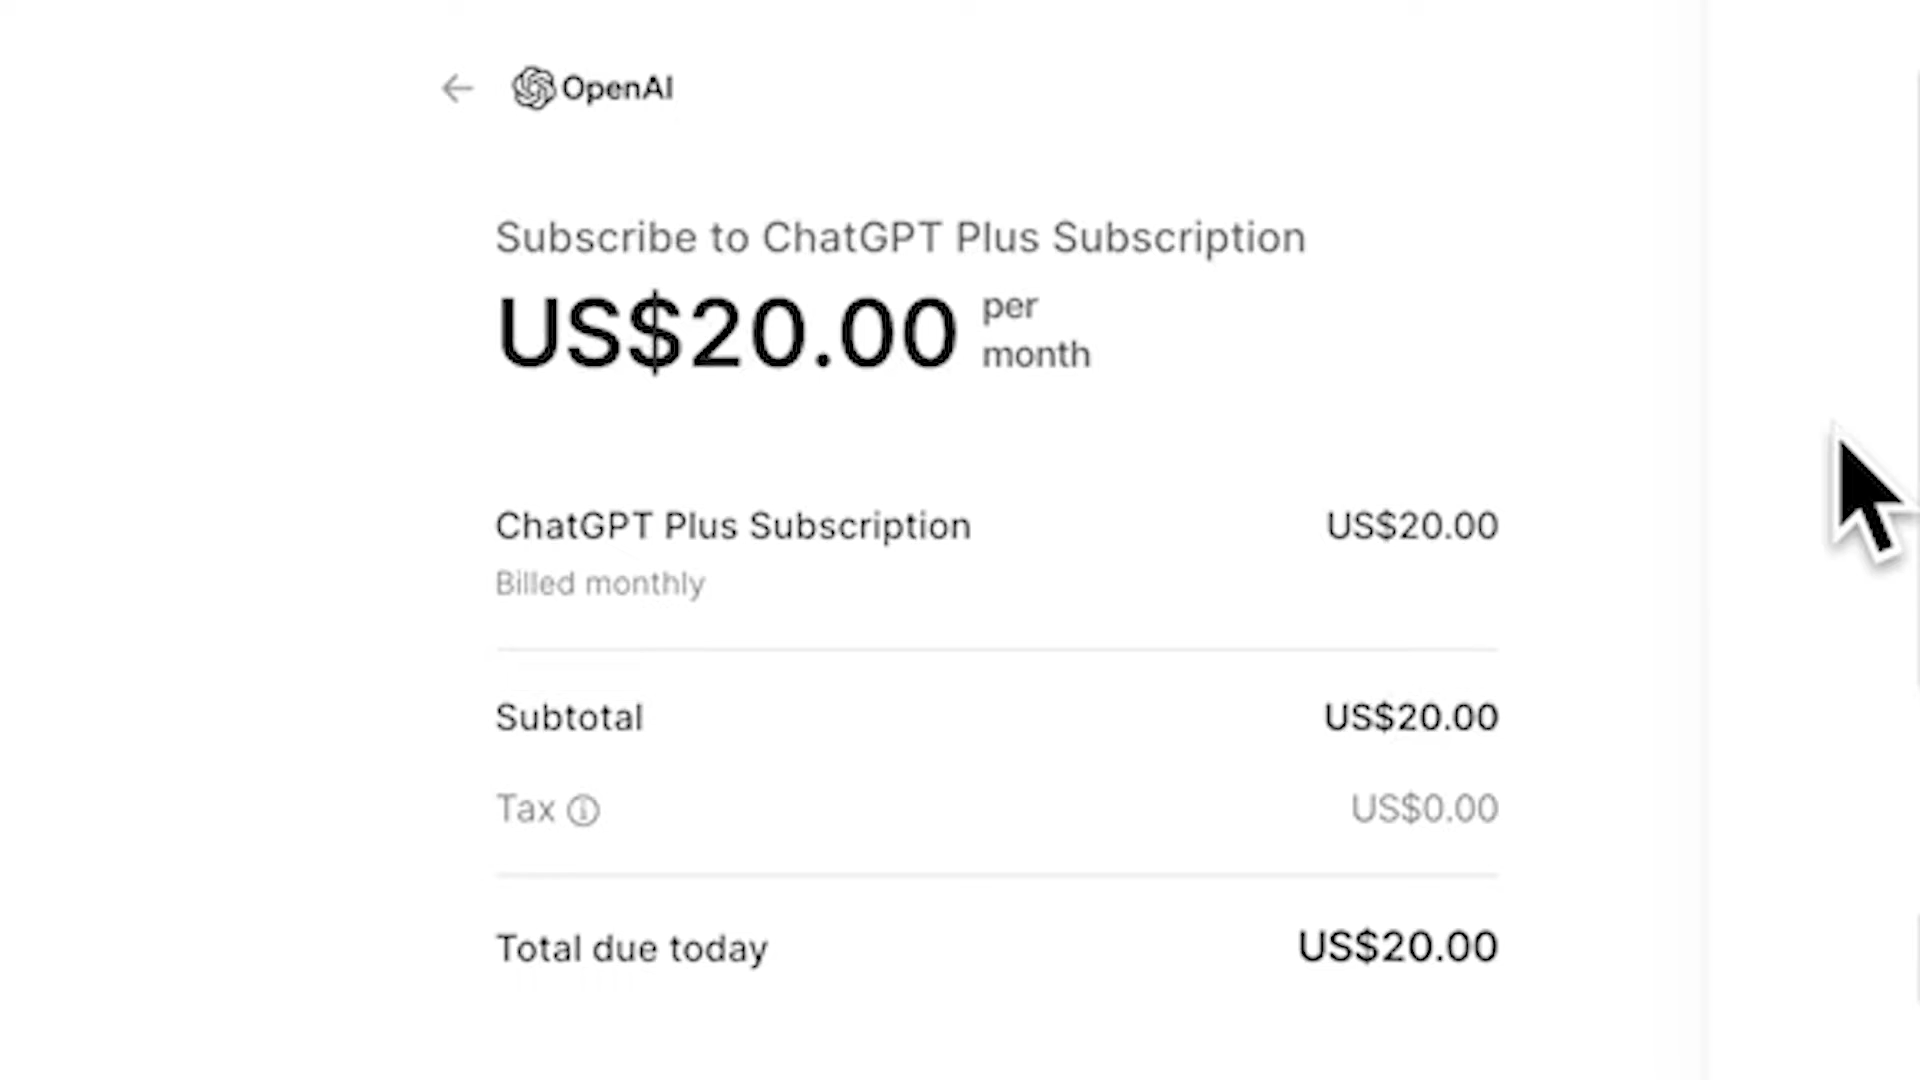 OpenAI
Subscribe to ChatGPT Plus Subscription
US$20.00 per month
ChatGPT Plus Subscription US$20.00
Billed monthly
Subtotal US$20.00
Tax US$0.00
Total due today US$20.00